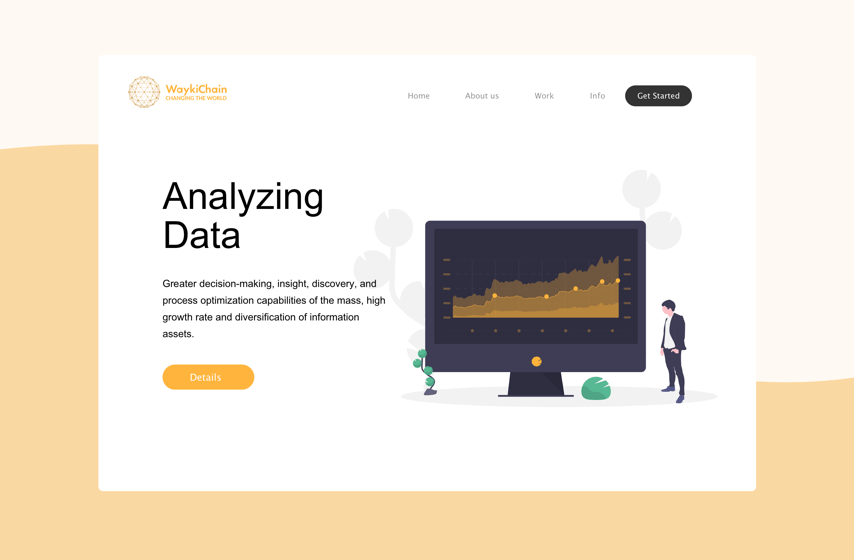 WaykiChain
CHANGING THE WORLD
Home
About us
Work
Info
Get Started
Analyzing
Data
Greater decision-making, insight, discovery, and
process optimization capabilities of the mass, high
growth rate and diversification of information
assets.
Details